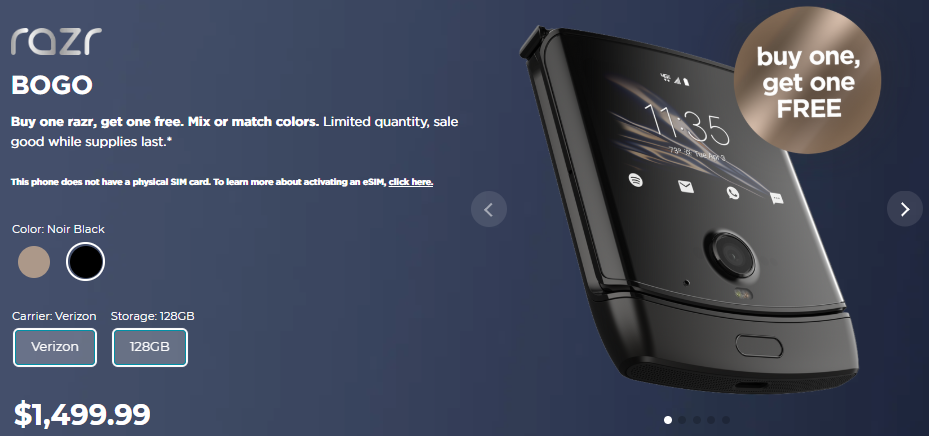 razr
BOGO
Buy one razr, get one free. Mix or match colors. Limited quantity, sale
good while supplies last.*
This phone does not have a physical SIM card. To learn more about activating an eSIM, click here.
Color: Noir Black
Carrier: Verizon
Storage: 128GB
Verizon
128GB
$1,499.99
buy one,
get one
FREE
11:35